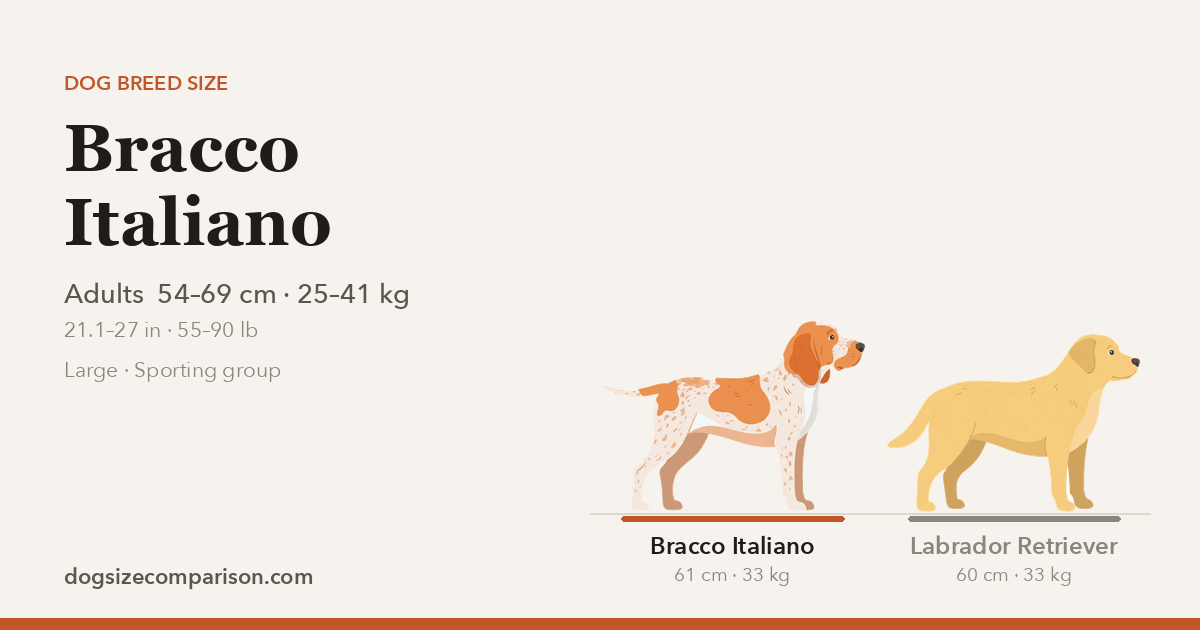 DOG BREED SIZE
Bracco
Italiano
Adults 54–69 cm · 25–41 kg
21.1–27 in · 55–90 lb
Large · Sporting group
Bracco Italiano
61 cm · 33 kg
Labrador Retriever
60 cm · 33 kg
dogsizecomparison.com